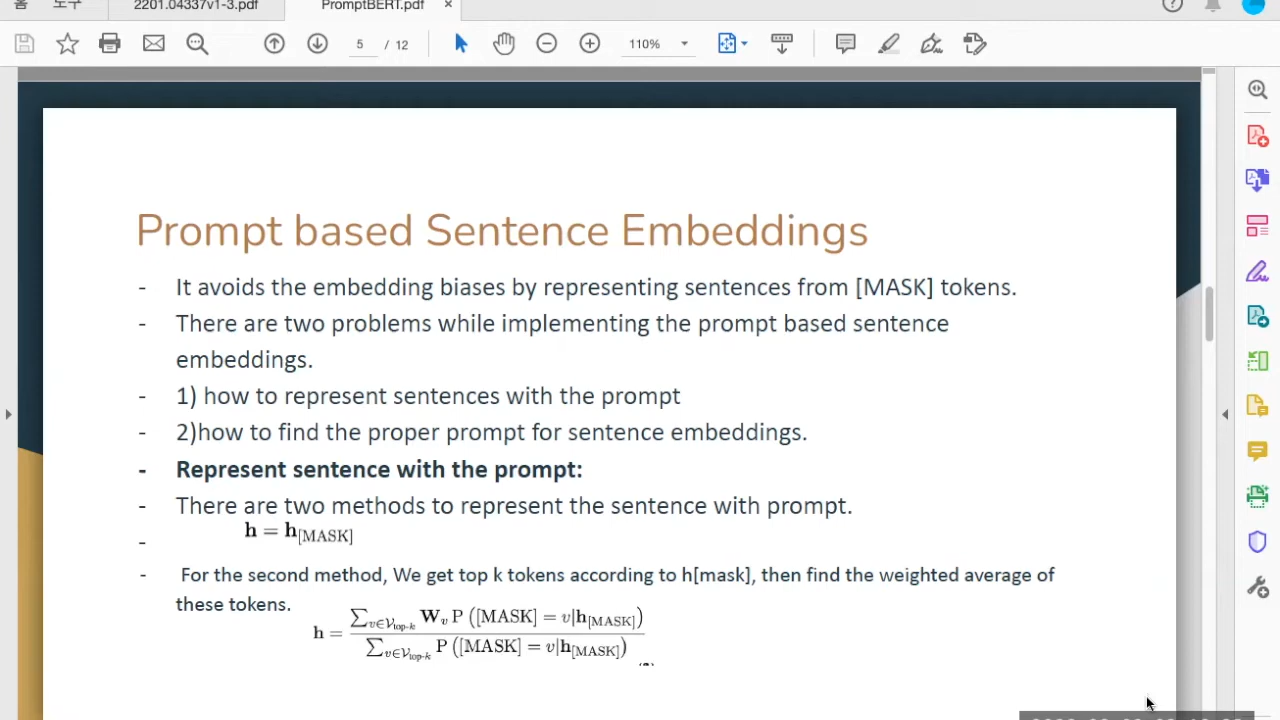 홈 도구 2201.04337v1-3.pdf PromptBERT.pdf ×
5 / 12 110%
Prompt based Sentence Embeddings
- It avoids the embedding biases by representing sentences from [MASK] tokens.
- There are two problems while implementing the prompt based sentence
embeddings.
- 1) how to represent sentences with the prompt
- 2)how to find the proper prompt for sentence embeddings.
- Represent sentence with the prompt:
- There are two methods to represent the sentence with prompt.
- h = h[MASK]
- For the second method, We get top k tokens according to h[mask], then find the weighted average of
these tokens.
h = ∑v∈Vtop-k Wv P ([MASK] = v|h[MASK]) / ∑v∈Vtop-k P ([MASK] = v|h[MASK])